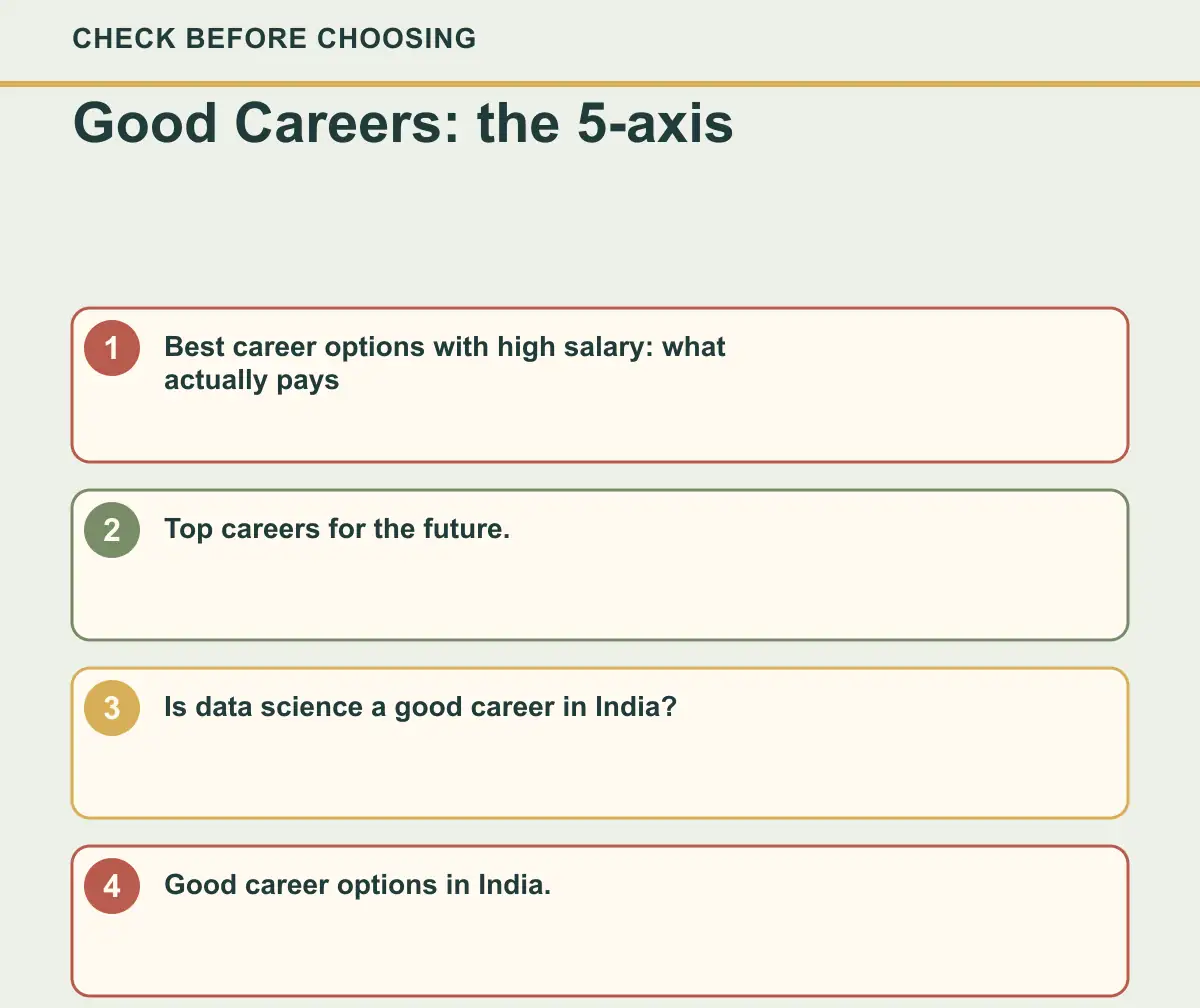 CHECK BEFORE CHOOSING
Good Careers: the 5-axis
1
Best career options with high salary: what
actually pays
2
Top careers for the future.
3
Is data science a good career in India?
4
Good career options in India.